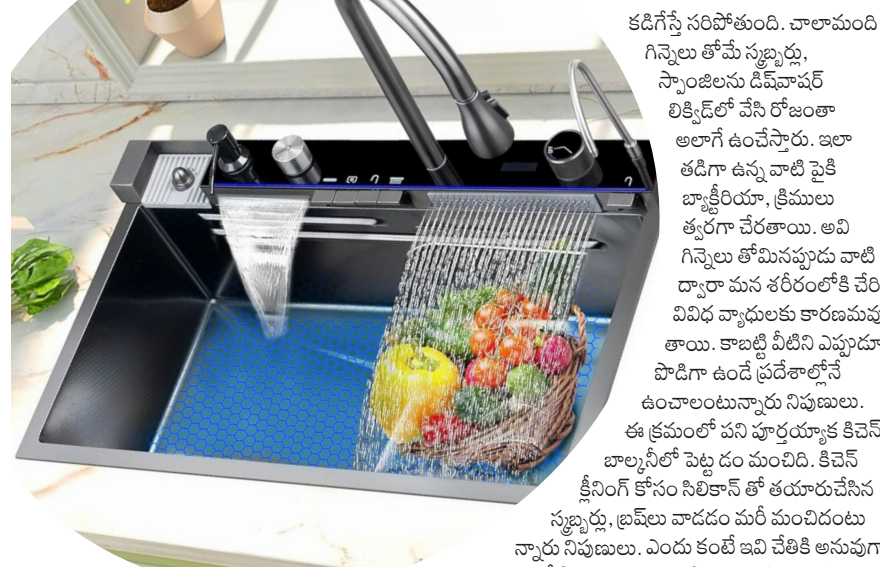 కడిగేస్తే సరిపోతుంది. చాలామంది
గిన్నెలు తోమే స్క్రబ్బర్లు,
స్పాంజిలను డిష్‌వాషర్
లిక్విడ్‌లో వేసి రోజంతా
అలాగే ఉంచేస్తారు. ఇలా
తడిగా ఉన్న వాటి పైకి
బ్యాక్టీరియా, క్రిములు
త్వరగా చేరతాయి. అవి
గిన్నెలు తోమినప్పుడు వాటి
ద్వారా మన శరీరంలోకి చేరి
వివిధ వ్యాధులకు కారణమవు
తాయి. కాబట్టి వీటిని ఎప్పుడూ
పొడిగా ఉండే ప్రదేశాల్లోనే
ఉంచాలంటున్నారు నిపుణులు.
ఈ క్రమంలో పని పూర్తయ్యాక కిచెన్
బాల్కనీలో పెట్ట డం మంచిది. కిచెన్
క్లీనింగ్ కోసం సిలికాన్ తో తయారుచేసిన
స్క్రబ్బర్లు, బ్రష్‌లు వాడడం మరీ మంచిదంటు
న్నారు నిపుణులు. ఎందు కంటే ఇవి చేతికి అనువుగా